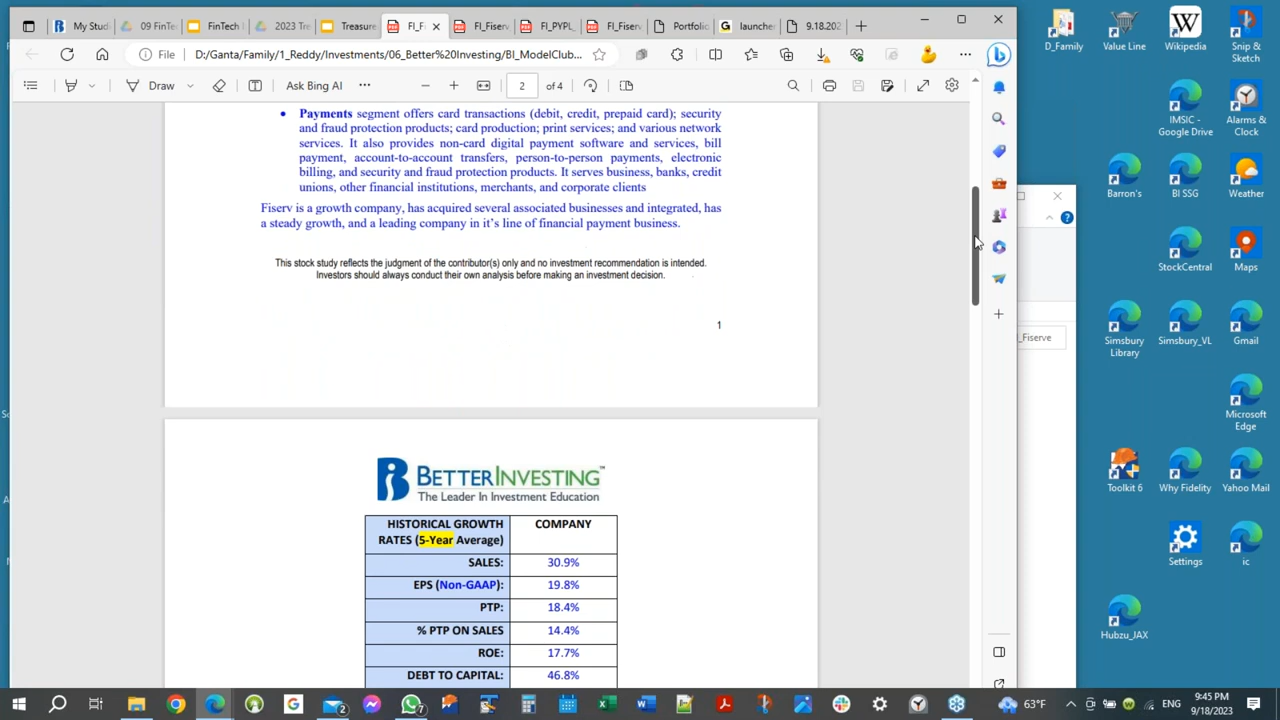 My Stud
09 FinTe
FinTech
2023 Tre
Treasure
FI_Fi
FI_Fiserv
FI_PYPL_
FI_Fiserv
Portfolio
launche
9.18.202
File
D:/Ganta/Family/1_Reddy/Investments/06_Better%20Investing/BI_ModelClub...
Draw
Ask Bing AI
2 of 4
• Payments segment offers card transactions (debit, credit, prepaid card); security
and fraud protection products; card production; print services; and various network
services. It also provides non-card digital payment software and services, bill
payment, account-to-account transfers, person-to-person payments, electronic
billing, and security and fraud protection products. It serves business, banks, credit
unions, other financial institutions, merchants, and corporate clients
Fiserv is a growth company, has acquired several associated businesses and integrated, has
a steady growth, and a leading company in it's line of financial payment business.
This stock study reflects the judgment of the contributor(s) only and no investment recommendation is intended.
Investors should always conduct their own analysis before making an investment decision.
1
BETTERINVESTING™
The Leader In Investment Education
HISTORICAL GROWTH
RATES (5-Year Average)
COMPANY
SALES: 30.9%
EPS (Non-GAAP): 19.8%
PTP: 18.4%
% PTP ON SALES 14.4%
ROE: 17.7%
DEBT TO CAPITAL: 46.8%
_Fiserve
D_Family
Value Line
Wikipedia
Snip &
Sketch
IMSIC -
Google Drive
Alarms &
Clock
Barron's
BI SSG
Weather
StockCentral
Maps
Simsbury
Library
Simsbury_VL
Gmail
Microsoft
Edge
Toolkit 6
Why Fidelity
Yahoo Mail
Settings
ic
Hubzu_JAX
2
7
63°F
ENG
9:45 PM
9/18/2023